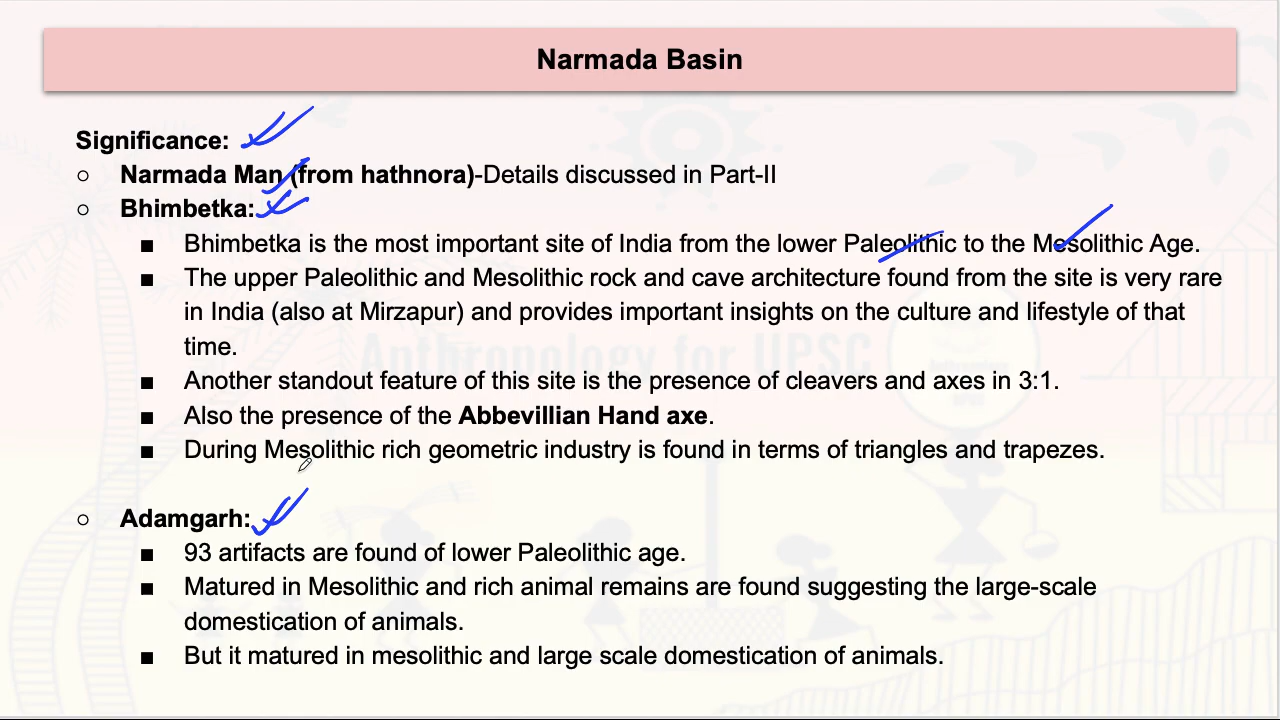 Narmada Basin
Significance:
○ Narmada Man (from hathnora)-Details discussed in Part-II
○ Bhimbetka:
■ Bhimbetka is the most important site of India from the lower Paleolithic to the Mesolithic Age.
■ The upper Paleolithic and Mesolithic rock and cave architecture found from the site is very rare
in India (also at Mirzapur) and provides important insights on the culture and lifestyle of that
time.
Anthropology for UPSC
■ Another standout feature of this site is the presence of cleavers and axes in 3:1.
■ Also the presence of the Abbevillian Hand axe.
■ During Mesolithic rich geometric industry is found in terms of triangles and trapezes.
○ Adamgarh:
■ 93 artifacts are found of lower Paleolithic age.
■ Matured in Mesolithic and rich animal remains are found suggesting the large-scale
domestication of animals.
■ But it matured in mesolithic and large scale domestication of animals.